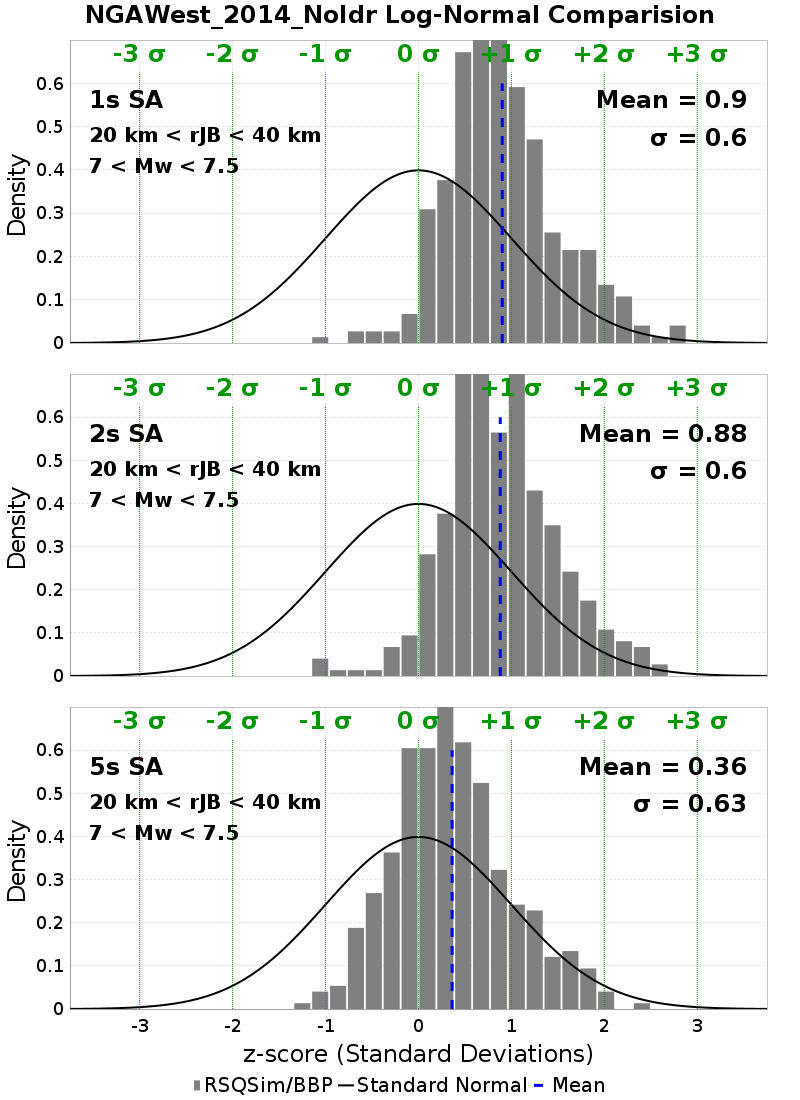 NGAWest_2014_NoIdr Log-Normal Comparision
-3 σ -2 σ -1 σ 0 σ +1 σ +2 σ +3 σ
1s SA
Mean = 0.9
20 km < rJB < 40 km
σ = 0.6
7 < Mw < 7.5
Density
0.6
0.5
0.4
0.3
0.2
0.1
0
-3 σ -2 σ -1 σ 0 σ +1 σ +2 σ +3 σ
2s SA
Mean = 0.88
20 km < rJB < 40 km
σ = 0.6
7 < Mw < 7.5
Density
0.6
0.5
0.4
0.3
0.2
0.1
0
-3 σ -2 σ -1 σ 0 σ +1 σ +2 σ +3 σ
5s SA
Mean = 0.36
20 km < rJB < 40 km
σ = 0.63
7 < Mw < 7.5
Density
0.6
0.5
0.4
0.3
0.2
0.1
0
-3 -2 -1 0 1 2 3
z-score (Standard Deviations)
RSQSim/BBP Standard Normal Mean